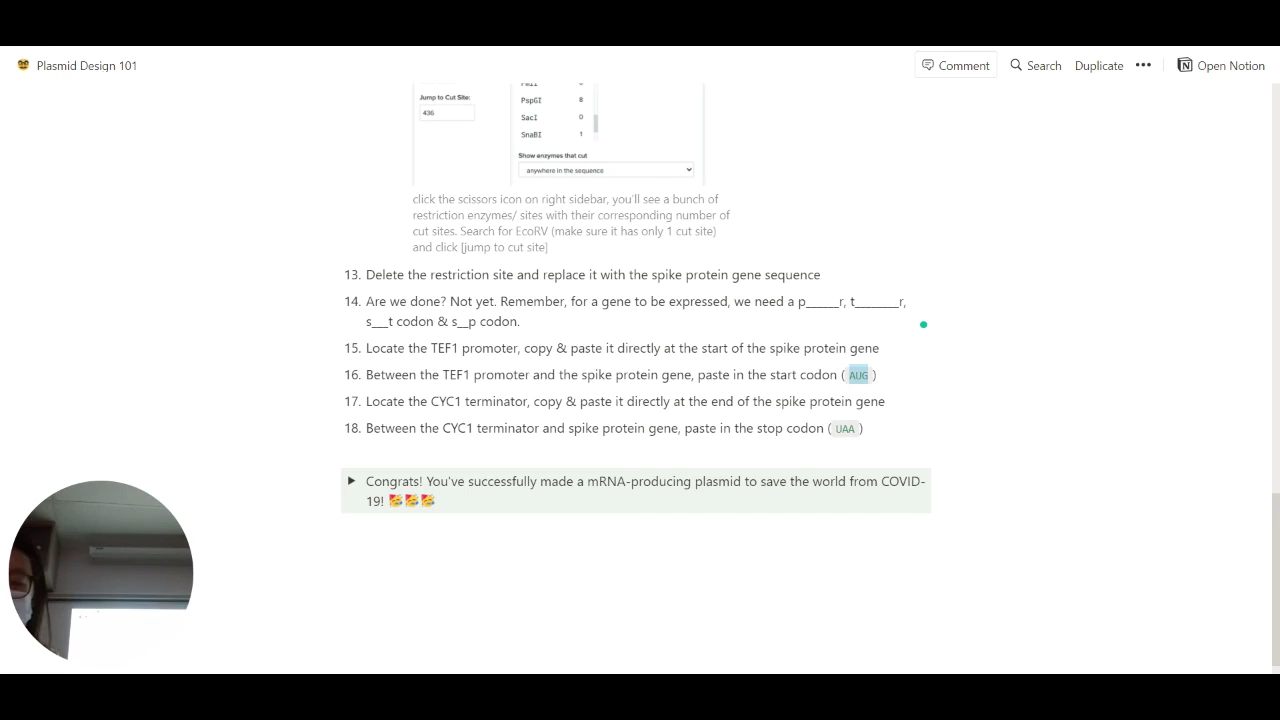 Plasmid Design 101
Comment
Search
Duplicate
•••
Open Notion
Jump to Cut Site:
436
PspGI 8
SacI 0
SnaBI 1
Show enzymes that cut
anywhere in the sequence
click the scissors icon on right sidebar, you'll see a bunch of
restriction enzymes/ sites with their corresponding number of
cut sites. Search for EcoRV (make sure it has only 1 cut site)
and click [jump to cut site]
13. Delete the restriction site and replace it with the spike protein gene sequence
14. Are we done? Not yet. Remember, for a gene to be expressed, we need a p______r, t________r,
s___t codon & s__p codon.
15. Locate the TEF1 promoter, copy & paste it directly at the start of the spike protein gene
16. Between the TEF1 promoter and the spike protein gene, paste in the start codon ( AUG )
17. Locate the CYC1 terminator, copy & paste it directly at the end of the spike protein gene
18. Between the CYC1 terminator and spike protein gene, paste in the stop codon ( UAA )
Congrats! You've successfully made a mRNA-producing plasmid to save the world from COVID-
19! 🥰🥰🥰